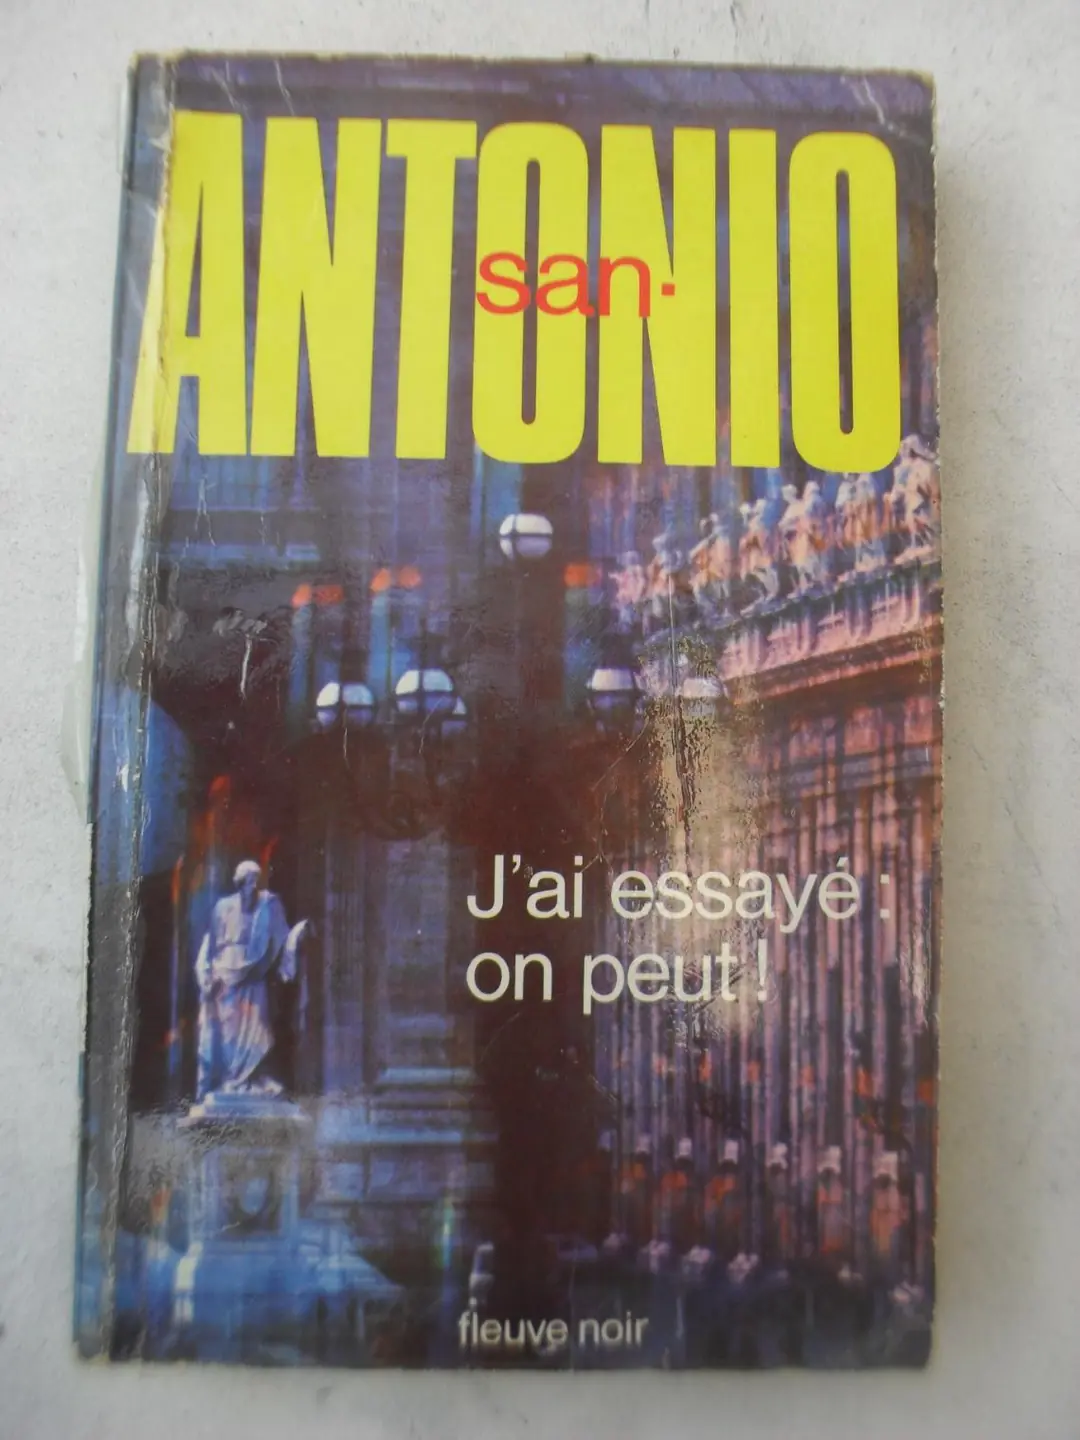 san-
ANTONIO
J'ai essayé :
on peut !
fleuve noir